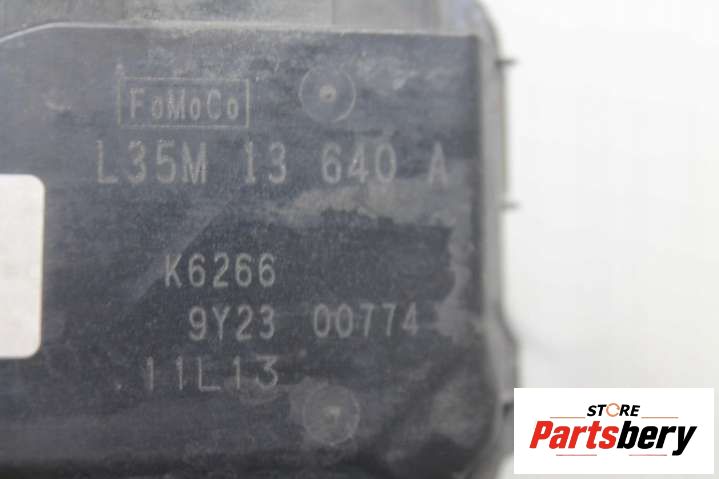 FoMoCo
L35M 13 640 A
K6266
9Y23 00774
11L13
STORE
Partsbery